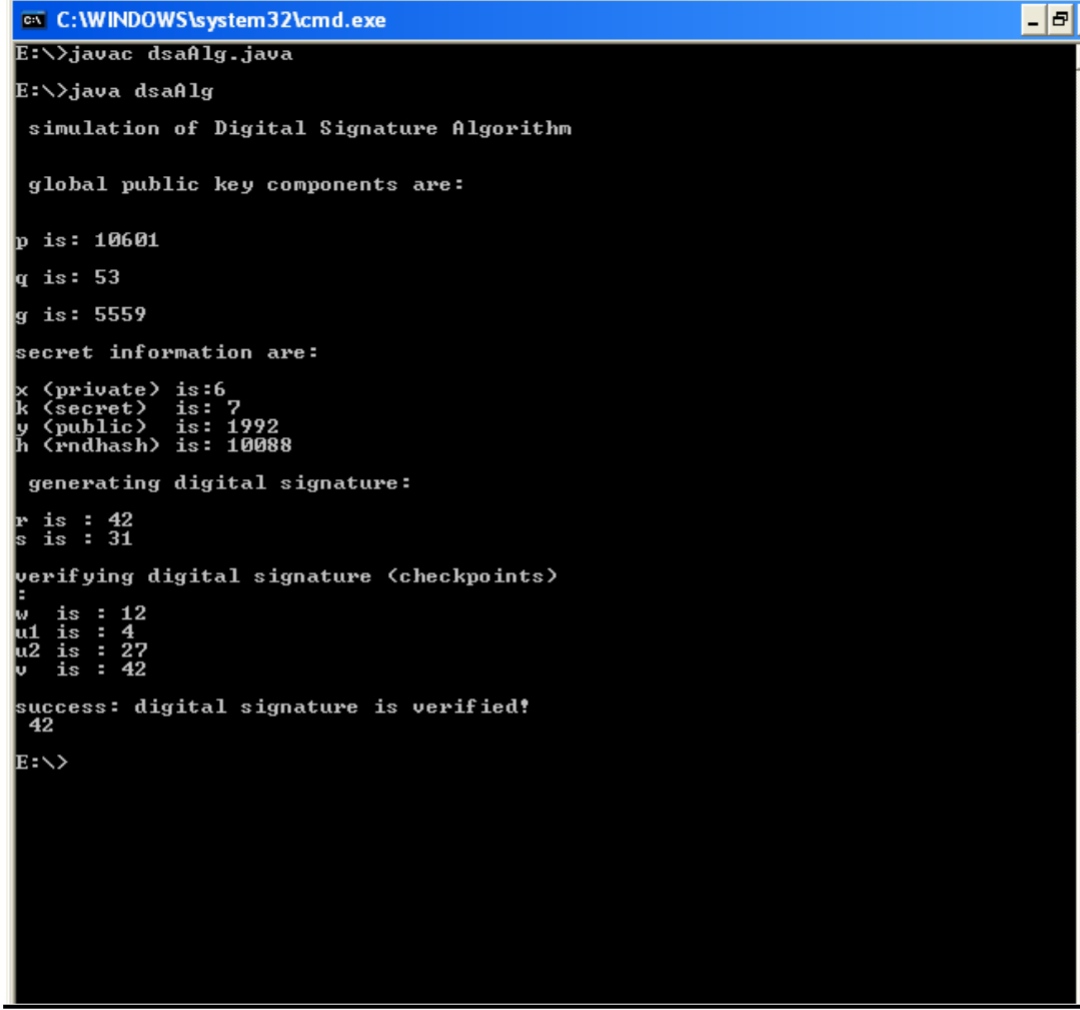 C:\WINDOWS\system32\cmd.exe
E:\>javac dsaAlg.java
E:\>java dsaAlg
simulation of Digital Signature Algorithm
global public key components are:
p is: 10601
q is: 53
g is: 5559
secret information are:
x (private) is:6
k (secret)  is: 7
y (public)  is: 1992
h (rndhash) is: 10088
generating digital signature:
r is : 42
s is : 31
verifying digital signature (checkpoints)
:
w  is : 12
u1 is : 4
u2 is : 27
v  is : 42
success: digital signature is verified!
42
E:\>